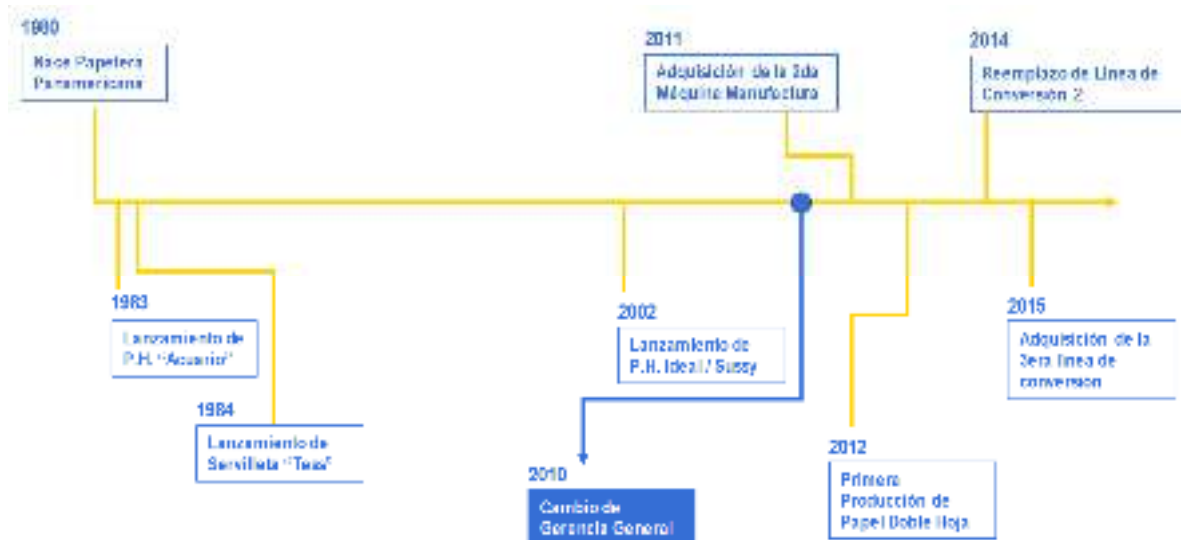 1980
Nace Papelera
Panamericana
1983
Lanzamiento de
P.H. "Acuario"
1984
Lanzamiento de
Servilleta "Tess"
2002
Lanzamiento de
P.H. Ideal / Sussy
2010
Cambio de
Gerencia General
2011
Adquisición de la 2da
Máquina Manufactura
2012
Primera
Producción de
Papel Doble Hoja
2014
Reemplazo de Línea de
Conversión 2
2015
Adquisición de la
3era línea de
conversión